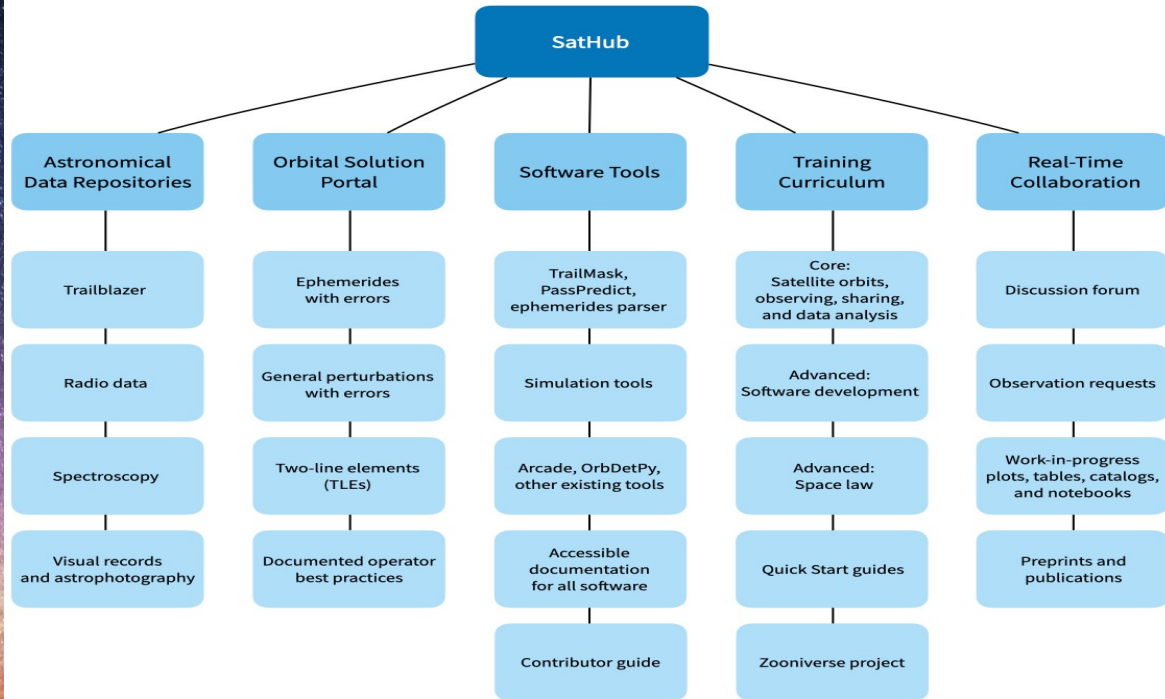 SatHub
Astronomical
Data Repositories
Orbital Solution
Portal
Software Tools
Training
Curriculum
Real-Time
Collaboration
Trailblazer
Ephemerides
with errors
TrailMask,
PassPredict,
ephemerides parser
Core:
Satellite orbits,
observing, sharing,
and data analysis
Discussion forum
Radio data
General perturbations
with errors
Simulation tools
Advanced:
Software development
Observation requests
Spectroscopy
Two-line elements
(TLEs)
Arcade, OrbDetPy,
other existing tools
Advanced:
Space law
Work-in-progress
plots, tables, catalogs,
and notebooks
Visual records
and astrophotography
Documented operator
best practices
Accessible
documentation
for all software
Quick Start guides
Preprints and
publications
Contributor guide
Zooniverse project